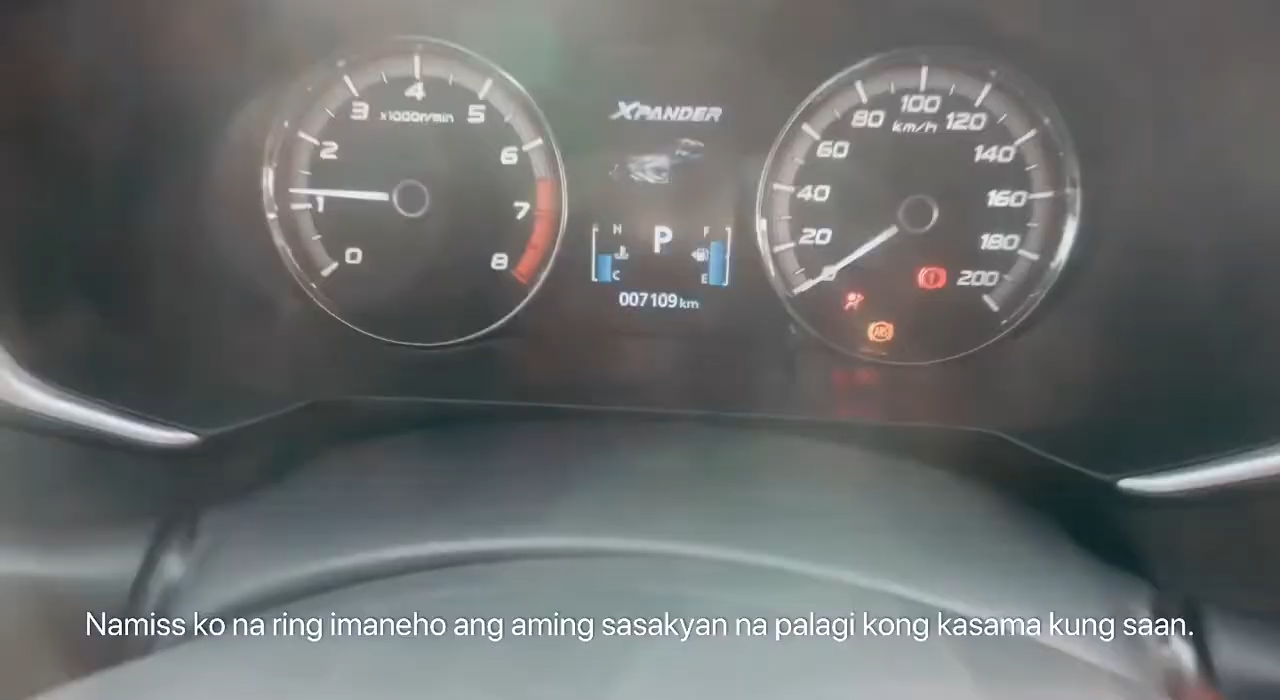 4
3
5
x1000r/min
2
6
1
7
0
8
XPANDER
N
F
P
C
E
007109 km
100
80
120
km/h
60
140
40
160
20
180
0
200
ABS
Namiss ko na ring imaneho ang aming sasakyan na palagi kong kasama kung saan.